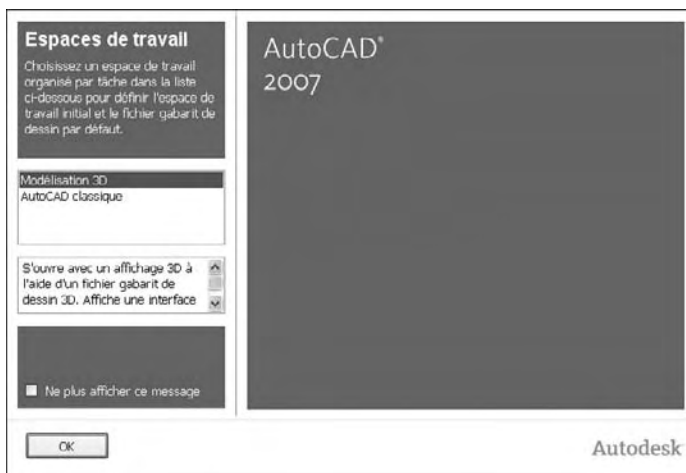 Espaces de travail
Choisissez un espace de travail
organisé par tâche dans la liste
ci-dessous pour définir l'espace de
travail initial et le fichier gabarit de
dessin par défaut.
Modélisation 3D
AutoCAD classique
S'ouvre avec un affichage 3D à
l'aide d'un fichier gabarit de
dessin 3D. Affiche une interface
Ne plus afficher ce message
OK
AutoCAD®
2007
Autodesk